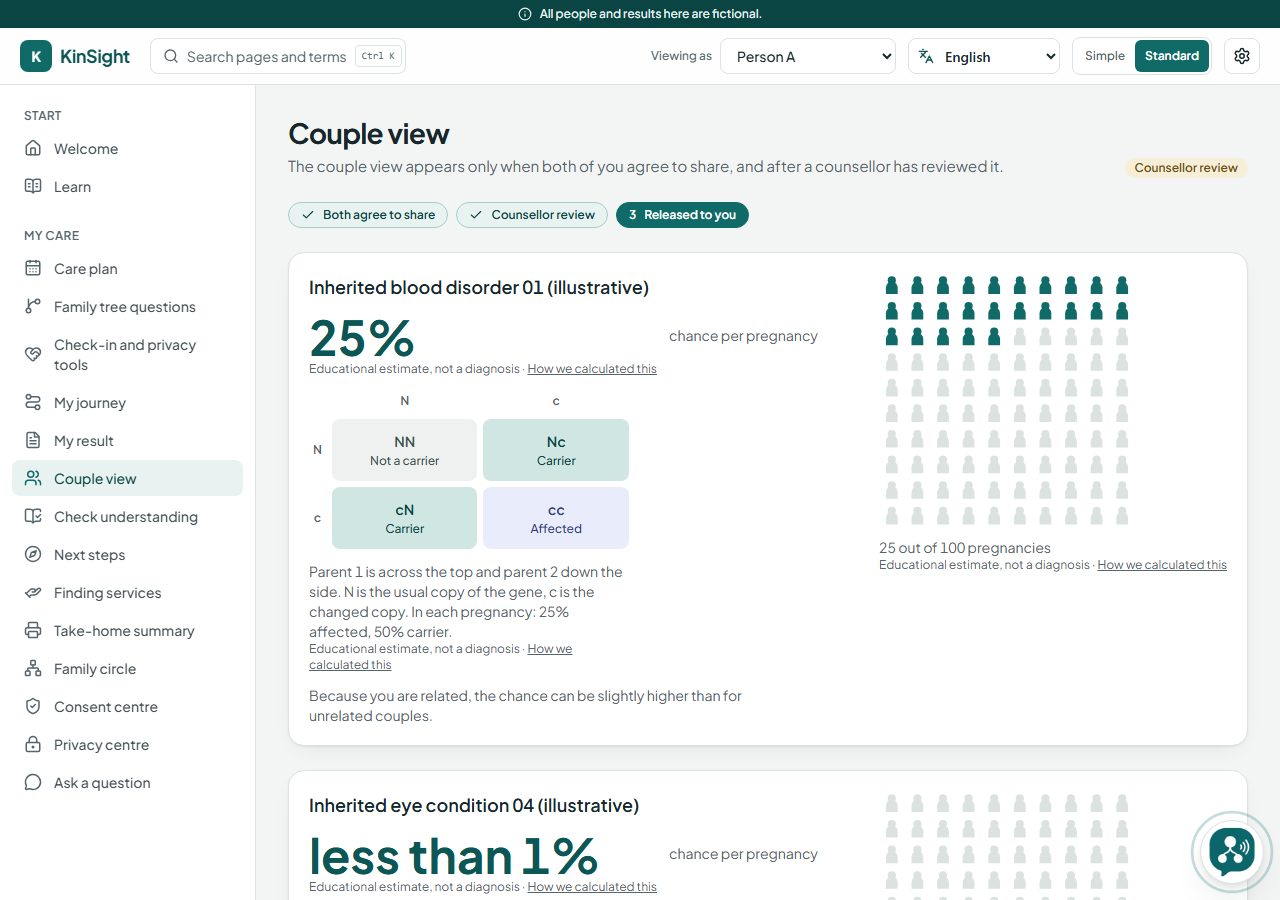 All people and results here are fictional.
K KinSight
Search pages and terms Ctrl K
Viewing as Person A
English
Simple Standard
START
Welcome
Learn
MY CARE
Care plan
Family tree questions
Check-in and privacy
tools
My journey
My result
Couple view
Check understanding
Next steps
Finding services
Take-home summary
Family circle
Consent centre
Privacy centre
Ask a question
Couple view
The couple view appears only when both of you agree to share, and after a counsellor has reviewed it.
Counsellor review
Both agree to share
Counsellor review
3 Released to you
Inherited blood disorder 01 (illustrative)
25% chance per pregnancy
Educational estimate, not a diagnosis · How we calculated this
N c
N
NN
Not a carrier
Nc
Carrier
c
cN
Carrier
cc
Affected
Parent 1 is across the top and parent 2 down the
side. N is the usual copy of the gene, c is the
changed copy. In each pregnancy: 25%
affected, 50% carrier.
Educational estimate, not a diagnosis · How we
calculated this
Because you are related, the chance can be slightly higher than for
unrelated couples.
25 out of 100 pregnancies
Educational estimate, not a diagnosis · How we calculated this
Inherited eye condition 04 (illustrative)
less than 1% chance per pregnancy
Educational estimate, not a diagnosis · How we calculated this